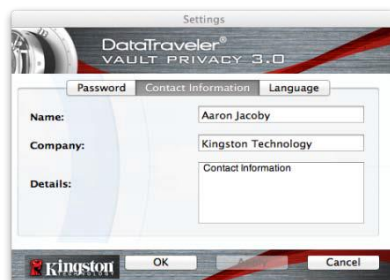 Settings
DataTraveler®
VAULT PRIVACY 3.0
Password Contact Information Language
Name: Aaron Jacoby
Company: Kingston Technology
Details: Contact Information
Kingston
TECHNOLOGY
OK Cancel